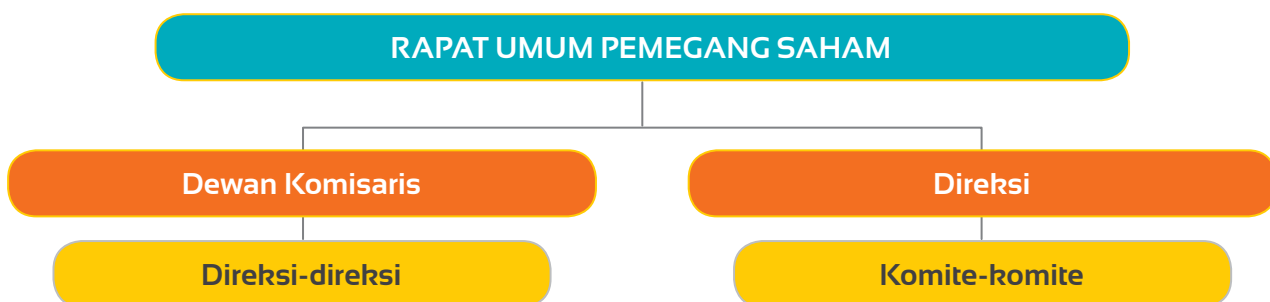 RAPAT UMUM PEMEGANG SAHAM
Dewan Komisaris
Direksi
Direksi-direksi
Komite-komite